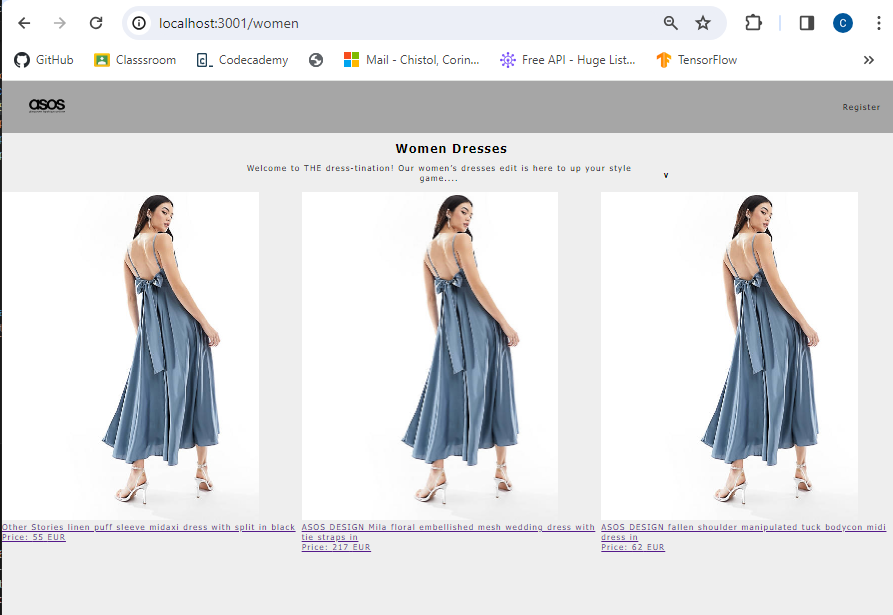 localhost:3001/women
C
GitHub
Classsroom
Codecademy
Mail - Chistol, Corin...
Free API - Huge List...
TensorFlow
asos
Register
Women Dresses
Welcome to THE dress-tination! Our women's dresses edit is here to up your style
game....
∨
Other Stories linen puff sleeve midaxi dress with split in black
Price: 55 EUR
ASOS DESIGN Mila floral embellished mesh wedding dress with
tie straps in
Price: 217 EUR
ASOS DESIGN fallen shoulder manipulated tuck bodycon midi
dress in
Price: 62 EUR